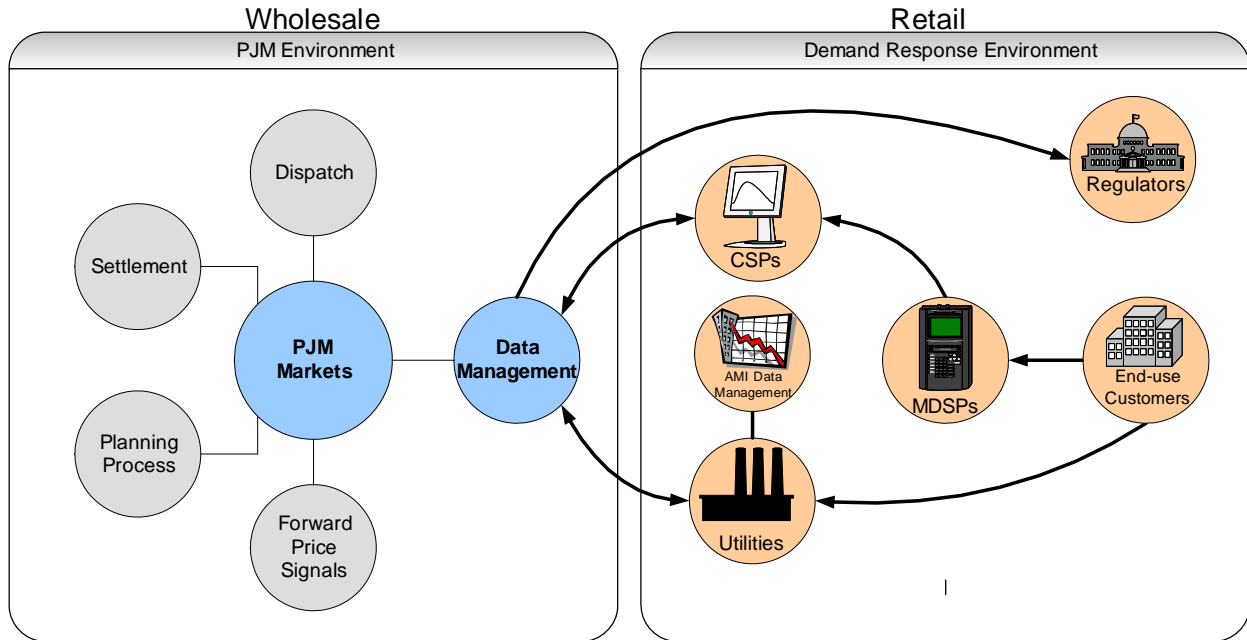 Wholesale
PJM Environment
Dispatch
Settlement
PJM
Markets
Data
Management
Planning
Process
Forward
Price
Signals
Retail
Demand Response Environment
Regulators
CSPs
AMI Data
Management
MDSPs
End-use
Customers
Utilities